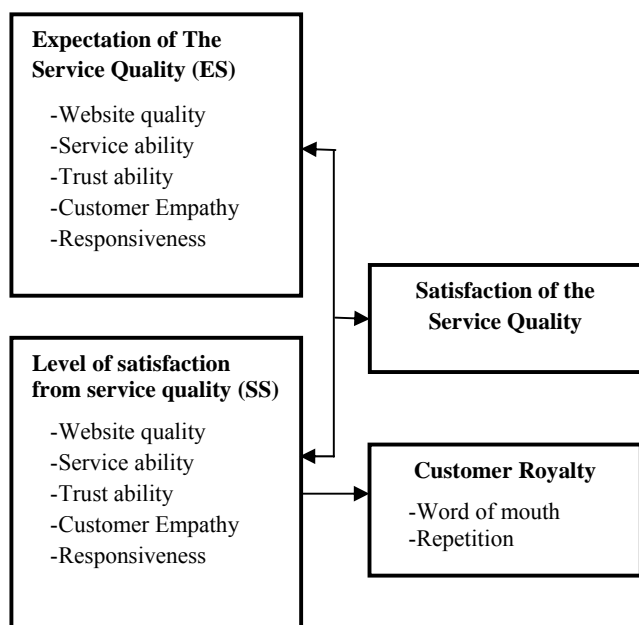 Expectation of The
Service Quality (ES)
-Website quality
-Service ability
-Trust ability
-Customer Empathy
-Responsiveness
Satisfaction of the
Service Quality
Level of satisfaction
from service quality (SS)
-Website quality
-Service ability
-Trust ability
-Customer Empathy
-Responsiveness
Customer Royalty
-Word of mouth
-Repetition